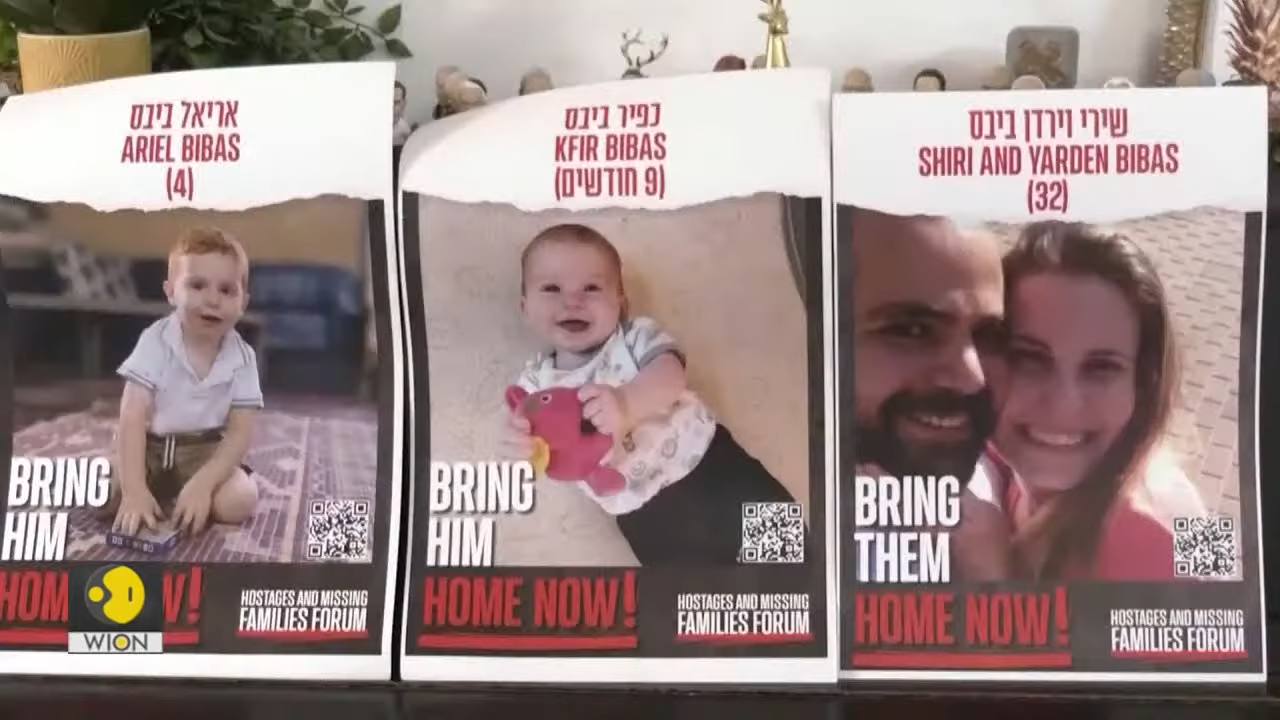 אריאל ביבס
ARIEL BIBAS
(4)
BRING
HIM
HOME NOW!
HOSTAGES AND MISSING
FAMILIES FORUM
כפיר ביבס
KFIR BIBAS
(9 חודשים)
BRING
HIM
HOME NOW!
HOSTAGES AND MISSING
FAMILIES FORUM
שירי וירדן ביבס
SHIRI AND YARDEN BIBAS
(32)
BRING
THEM
HOME NOW!
HOSTAGES AND MISSING
FAMILIES FORUM
WION